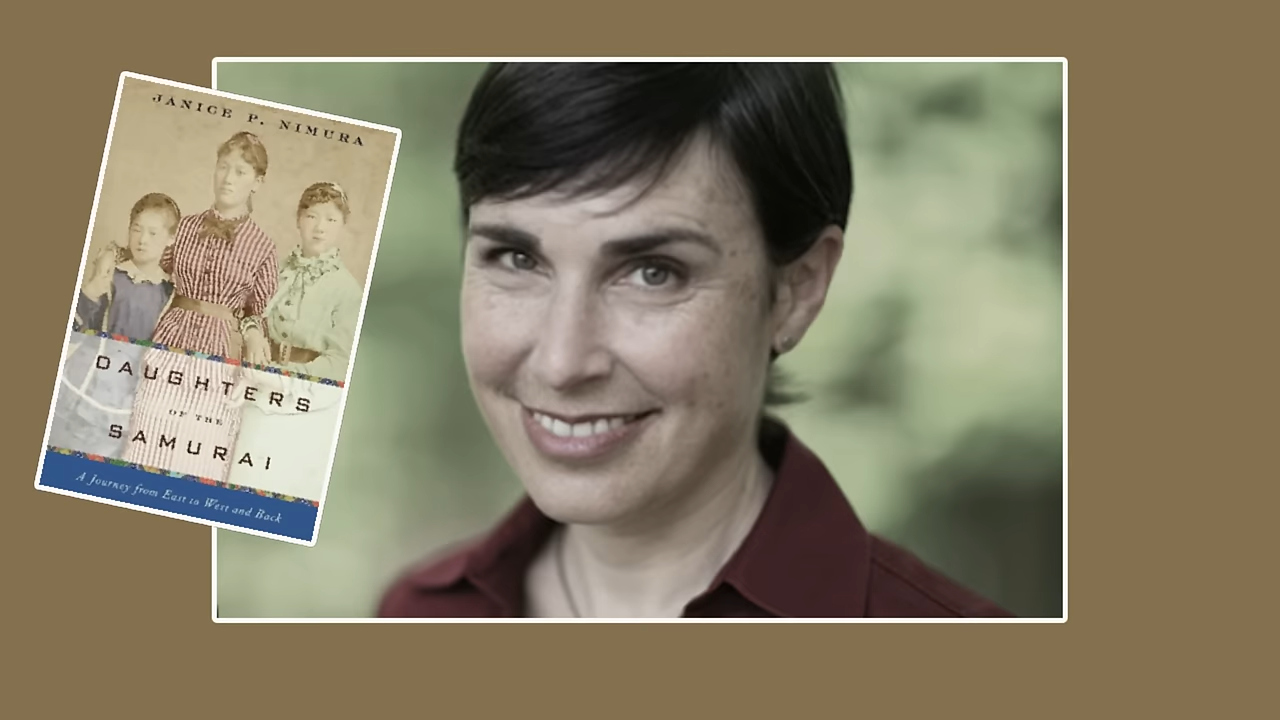 JANICE P. NIMURA
DAUGHTERS
OF THE
SAMURAI
A Journey from East to West and Back